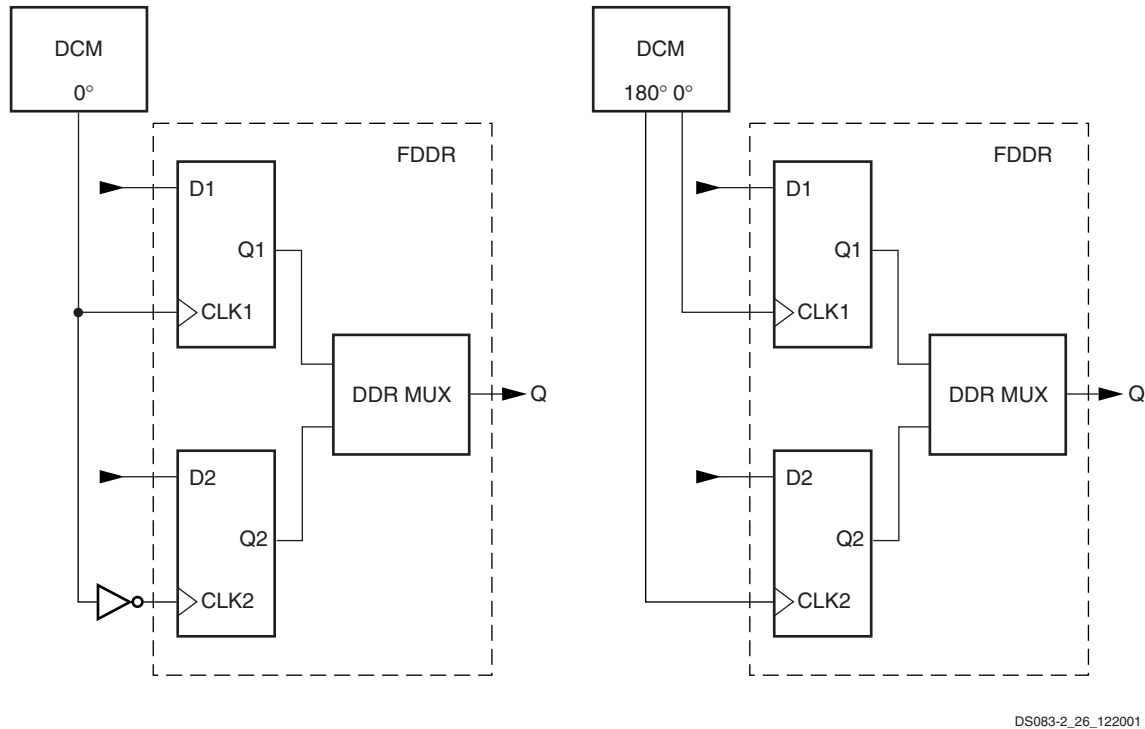 DCM
0°
FDDR
D1
Q1
CLK1
DDR MUX
Q
D2
Q2
CLK2
DCM
180° 0°
FDDR
D1
Q1
CLK1
DDR MUX
Q
D2
Q2
CLK2
DS083-2_26_122001